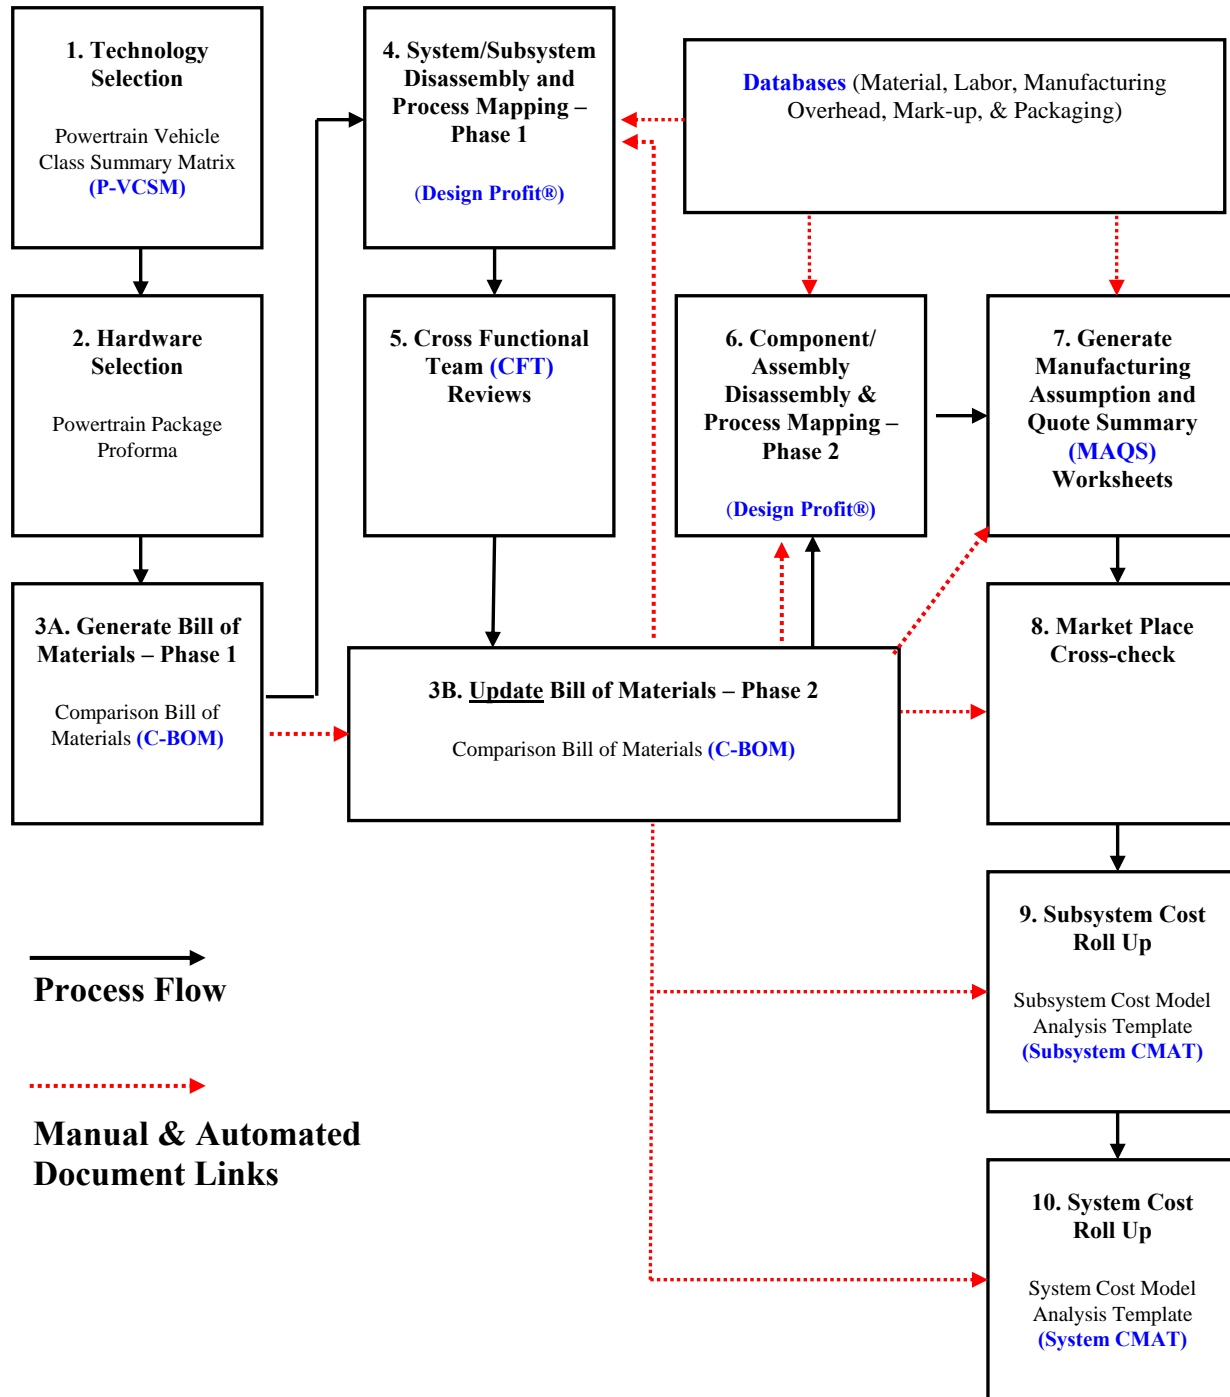 1. Technology
Selection
Powertrain Vehicle
Class Summary Matrix
(P-VCSM)
2. Hardware
Selection
Powertrain Package
Proforma
3A. Generate Bill of
Materials – Phase 1
Comparison Bill of
Materials (C-BOM)
4. System/Subsystem
Disassembly and
Process Mapping –
Phase 1
(Design Profit®)
5. Cross Functional
Team (CFT)
Reviews
3B. Update Bill of Materials – Phase 2
Comparison Bill of Materials (C-BOM)
Databases (Material, Labor, Manufacturing
Overhead, Mark-up, & Packaging)
6. Component/
Assembly
Disassembly &
Process Mapping –
Phase 2
(Design Profit®)
7. Generate
Manufacturing
Assumption and
Quote Summary
(MAQS)
Worksheets
8. Market Place
Cross-check
9. Subsystem Cost
Roll Up
Subsystem Cost Model
Analysis Template
(Subsystem CMAT)
10. System Cost
Roll Up
System Cost Model
Analysis Template
(System CMAT)
Process Flow
Manual & Automated
Document Links